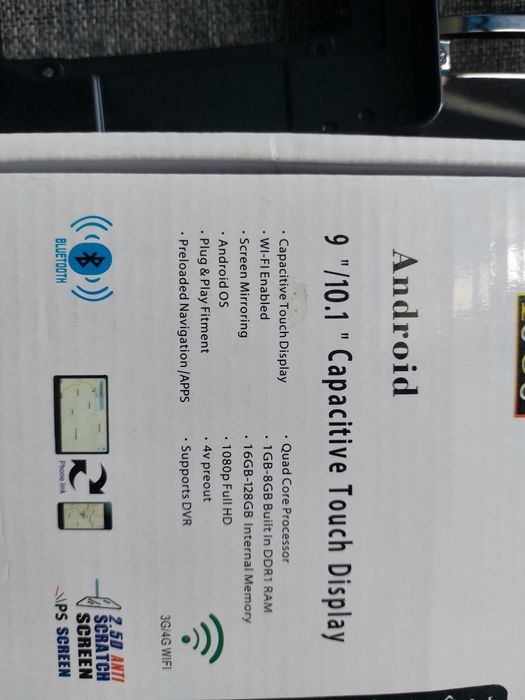 Android
9 "/10.1 " Capacitive Touch Display
· Capacitive Touch Display
· WI-FI Enabled
· Screen Mirroring
· Android OS
· Plug & Play Fitment
· Preloaded Navigation /APPS
· Quad Core Processor
· 1GB-8GB Built In DDR1 RAM
· 16GB-128GB Internal Memory
· 1080p Full HD
· 4v preout
· Supports DVR
3G/4G WIFI
BLUETOOTH
Phone link
2.5D ANTI
SCRATCH
SCREEN
IPS SCREEN